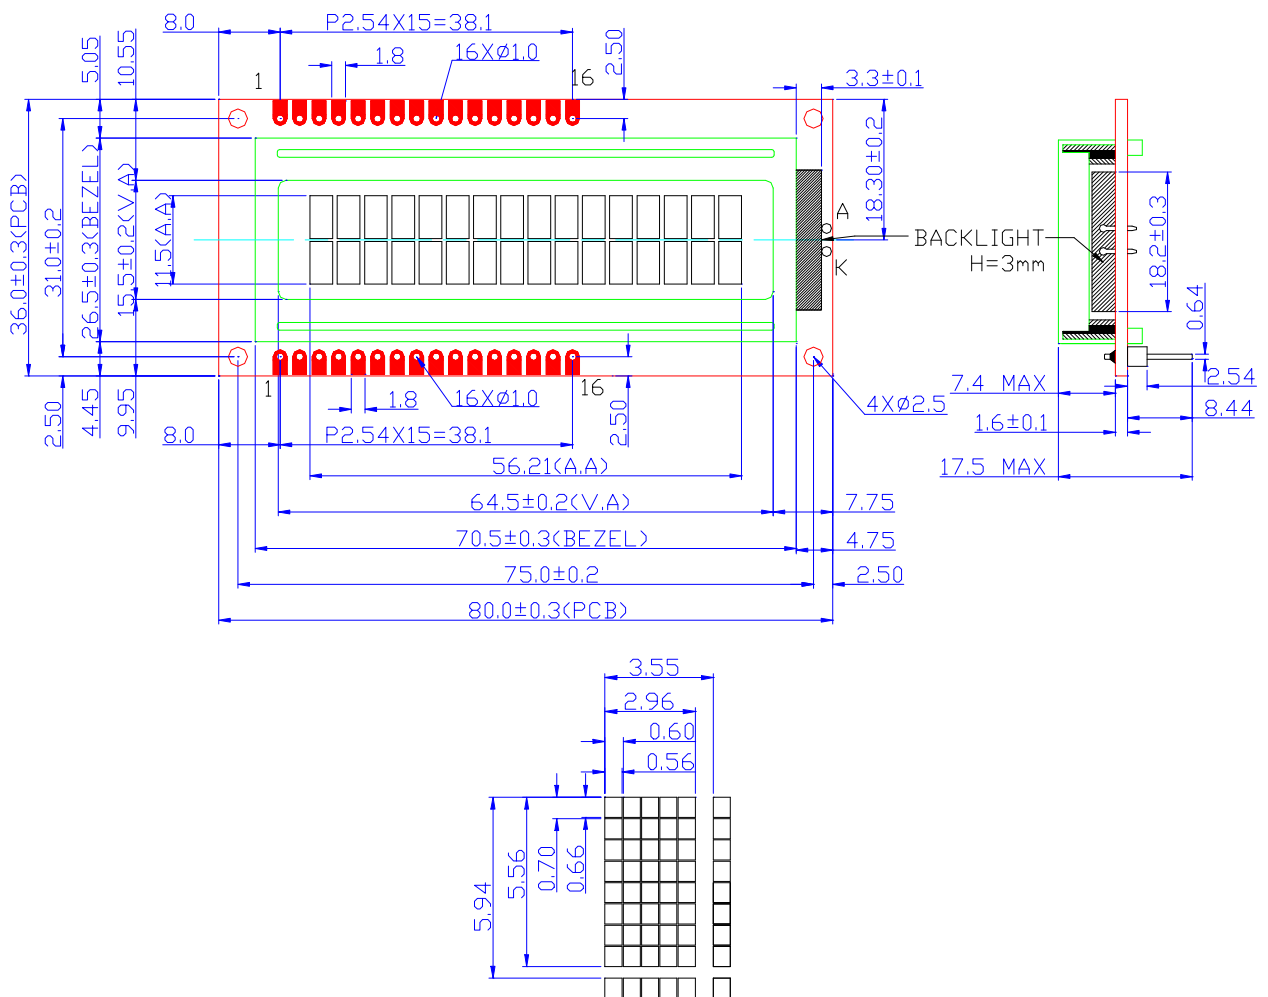 8.0
P2.54X15=38.1
1.8
16XØ1.0
2.50
5.05
10.55
1
16
3.3±0.1
36.0±0.3(PCB)
31.0±0.2
26.5±0.3(BEZEL)
15.5±0.2(V.A)
11.5(A.A)
18.30±0.2
A
K
BACKLIGHT
H=3mm
18.2±0.3
0.64
2.50
4.45
9.95
1
16
1.8
16XØ1.0
2.50
4XØ2.5
7.4 MAX
2.54
8.44
1.6±0.1
17.5 MAX
8.0
P2.54X15=38.1
56.21(A.A)
64.5±0.2(V.A)
7.75
70.5±0.3(BEZEL)
4.75
75.0±0.2
2.50
80.0±0.3(PCB)
3.55
2.96
0.60
0.56
5.94
5.56
0.70
0.66